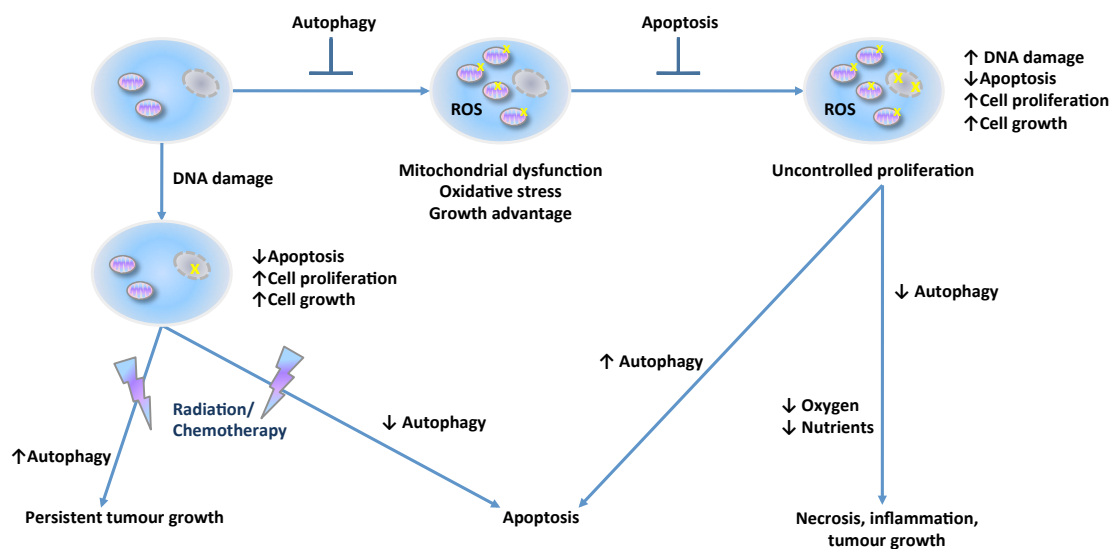 Autophagy
Apoptosis
ROS
ROS
↑ DNA damage
↓Apoptosis
↑Cell proliferation
↑Cell growth
Mitochondrial dysfunction
Oxidative stress
Growth advantage
Uncontrolled proliferation
DNA damage
↓Apoptosis
↑Cell proliferation
↑Cell growth
↓ Autophagy
↑ Autophagy
Radiation/
Chemotherapy
↓ Autophagy
↓ Oxygen
↓ Nutrients
↑Autophagy
Persistent tumour growth
Apoptosis
Necrosis, inflammation,
tumour growth